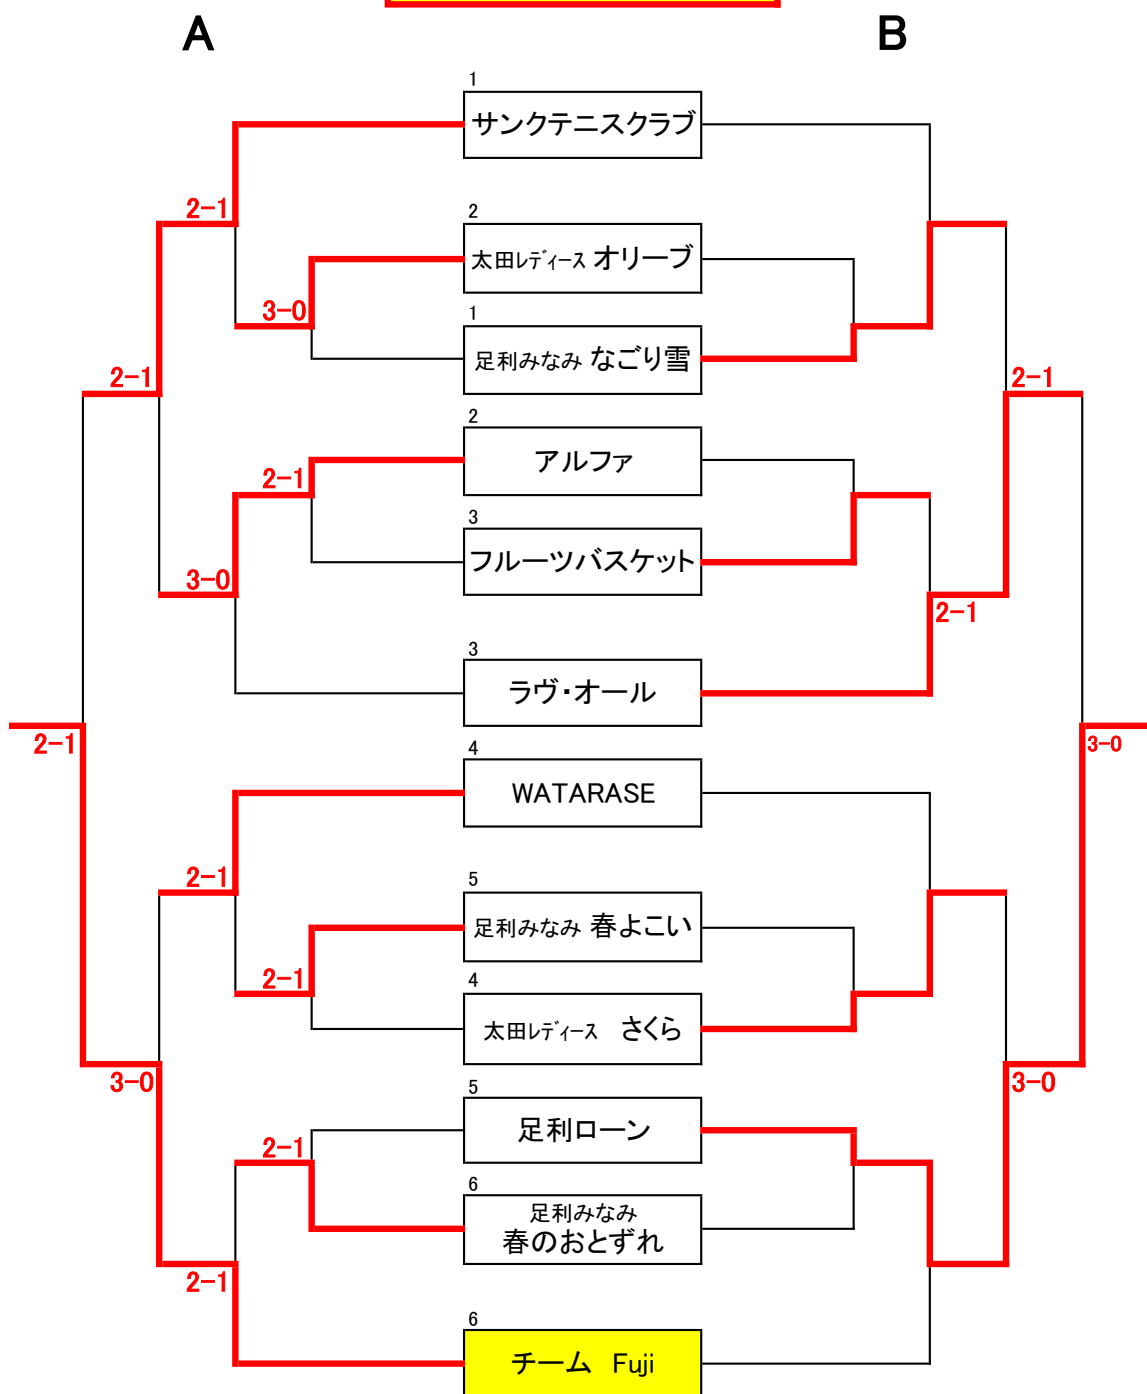 A
B
1
サンクテニスクラブ
2-1
2
太田ﾚﾃﾞｨｰｽ オリーブ
3-0
1
足利みなみ なごり雪
2-1
2-1
2
アルファ
2-1
3
フルーツバスケット
3-0
2-1
3
ラヴ・オール
2-1
3-0
4
WATARASE
2-1
5
足利みなみ 春よこい
2-1
4
太田ﾚﾃﾞｨｰｽ　さくら
3-0
3-0
5
足利ローン
2-1
6
足利みなみ
春のおとずれ
2-1
6
チーム　Fuji